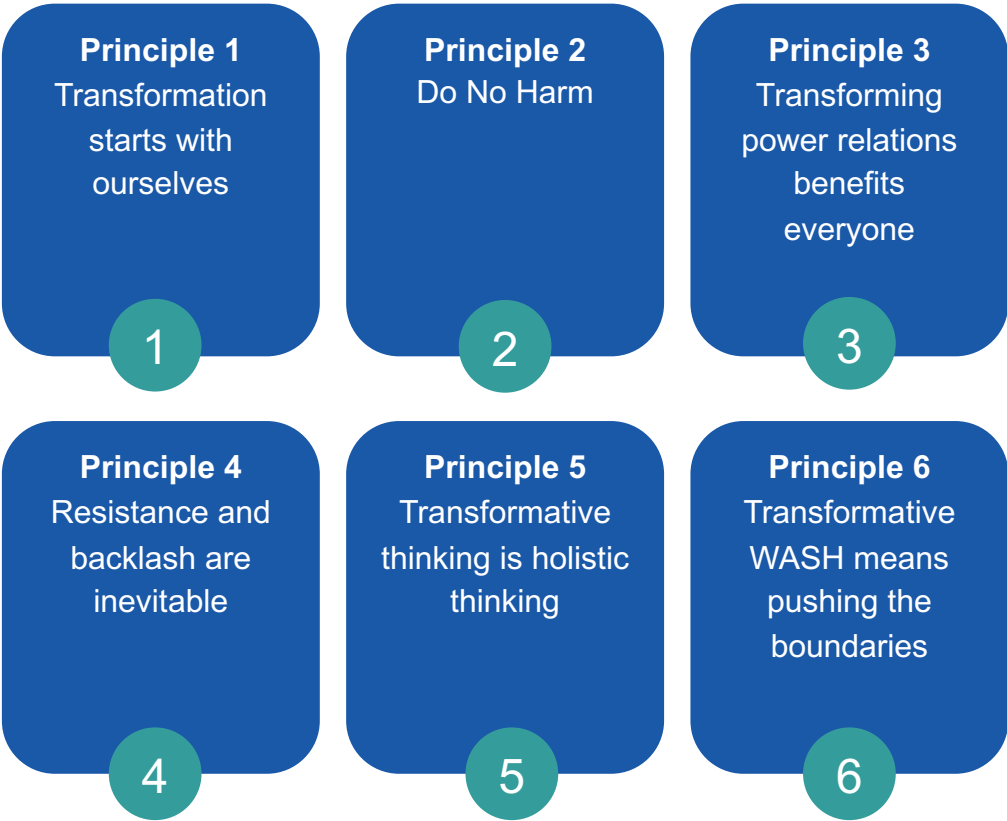 Principle 1
Transformation
starts with
ourselves
1
Principle 2
Do No Harm
2
Principle 3
Transforming
power relations
benefits
everyone
3
Principle 4
Resistance and
backlash are
inevitable
4
Principle 5
Transformative
thinking is holistic
thinking
5
Principle 6
Transformative
WASH means
pushing the
boundaries
6